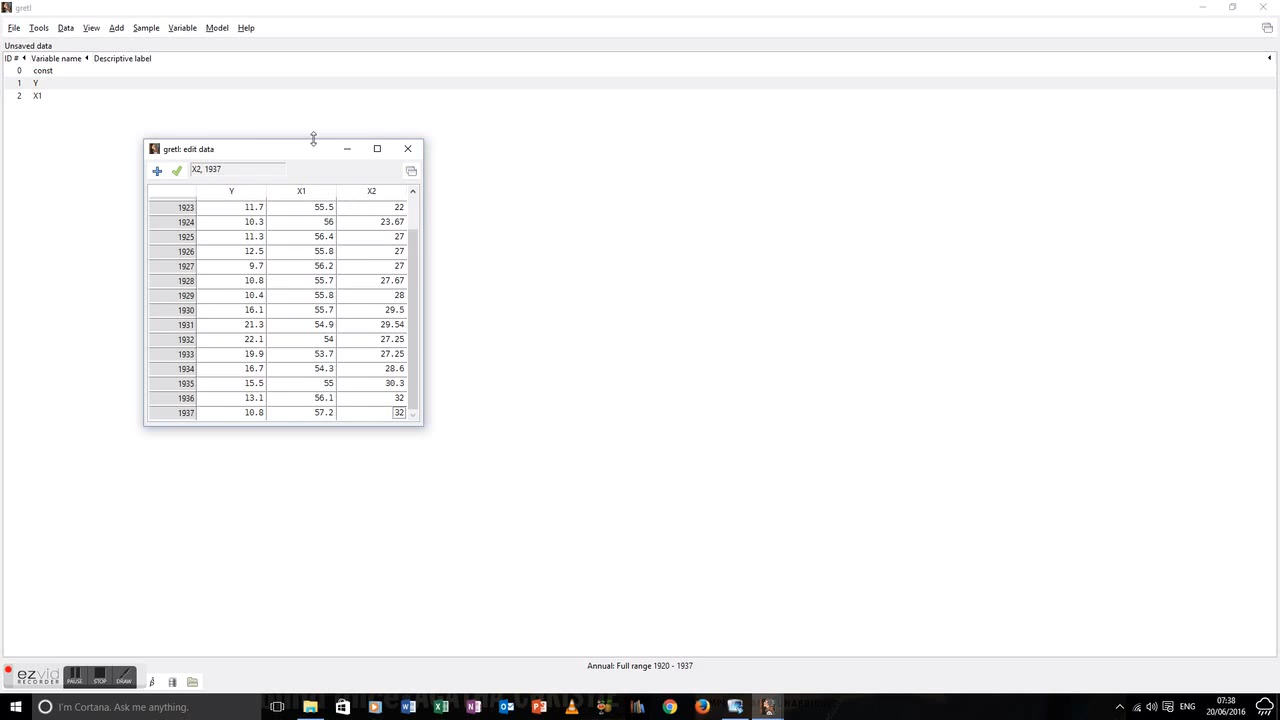 gretl
File Tools Data View Add Sample Variable Model Help
Unsaved data
ID # Variable name Descriptive label
0 const
1 Y
2 X1
gretl: edit data
X2, 1937
Y X1 X2
1923 11.7 55.5 22
1924 10.3 56 23.67
1925 11.3 56.4 27
1926 12.5 55.8 27
1927 9.7 56.2 27
1928 10.8 55.7 27.67
1929 10.4 55.8 28
1930 16.1 55.7 29.5
1931 21.3 54.9 29.54
1932 22.1 54 27.25
1933 19.9 53.7 27.25
1934 16.7 54.3 28.6
1935 15.5 55 30.3
1936 13.1 56.1 32
1937 10.8 57.2 32
Annual: Full range 1920 - 1937
ezvid
RECORDER
PAUSE STOP DRAW
I'm Cortana. Ask me anything.
ENG
07:38
20/06/2016